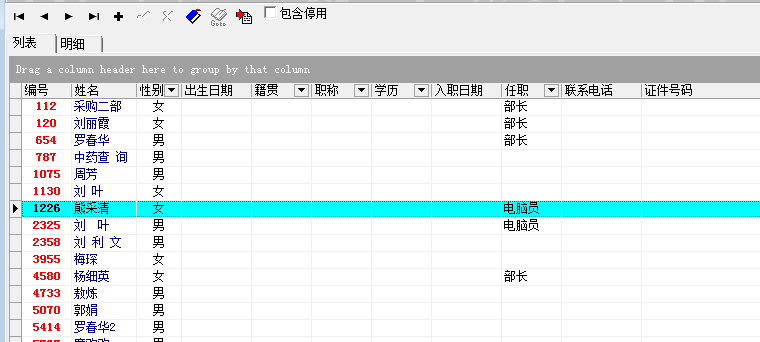 Goto 包含停用
列表 明细
Drag a column header here to group by that column
编号 姓名 性别 出生日期 籍贯 职称 学历 入职日期 任职 联系电话 证件号码
112 采购二部 女 部长
120 刘丽霞 女 部长
654 罗春华 男 部长
787 中药查 询 男
1075 周芳 男
1130 刘 叶 女
1226 熊采清 女 电脑员
2325 刘 叶 男 电脑员
2358 刘 利 文 男
3955 梅琛 女
4580 杨细英 女 部长
4733 敖炼 男
5070 郭娟 男
5414 罗春华2 男